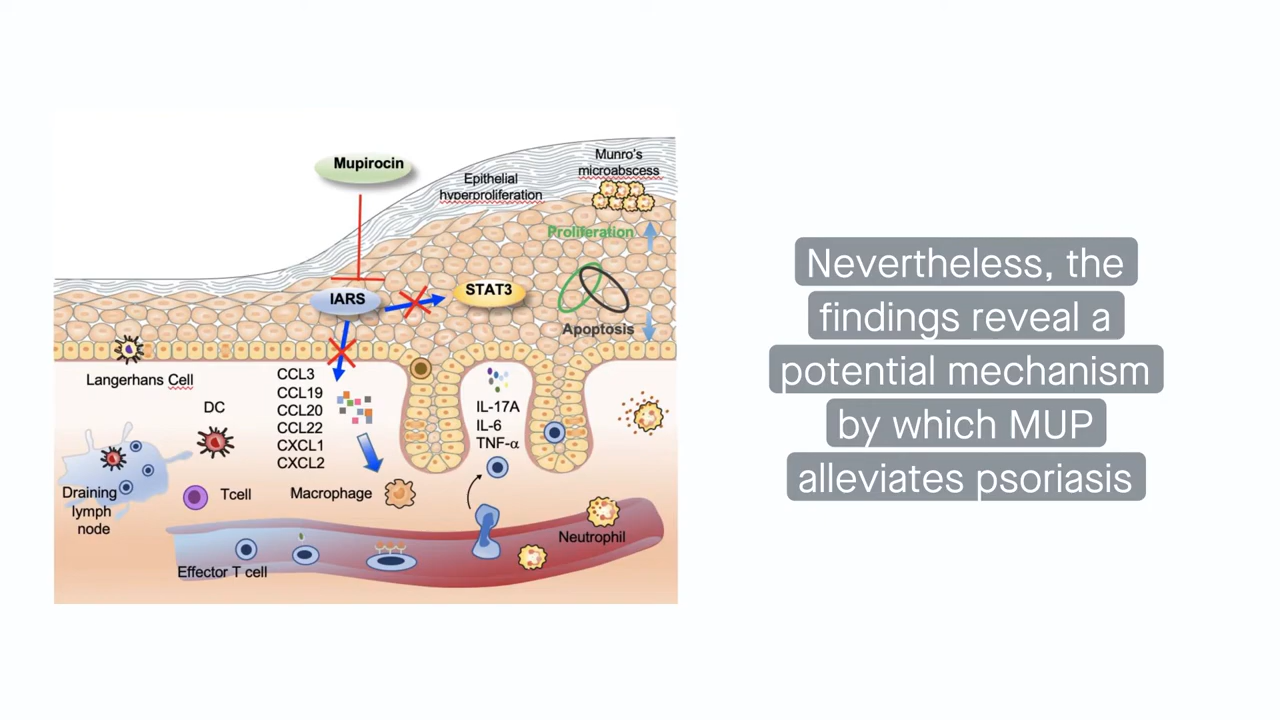 Mupirocin
Munro's
microabscess
Epithelial
hyperproliferation
Proliferation
IARS
STAT3
Apoptosis
Langerhans Cell
CCL3
CCL19
CCL20
CCL22
CXCL1
CXCL2
DC
IL-17A
IL-6
TNF-α
Draining
lymph
node
Tcell
Macrophage
Neutrophil
Effector T cell
Nevertheless, the
findings reveal a
potential mechanism
by which MUP
alleviates psoriasis